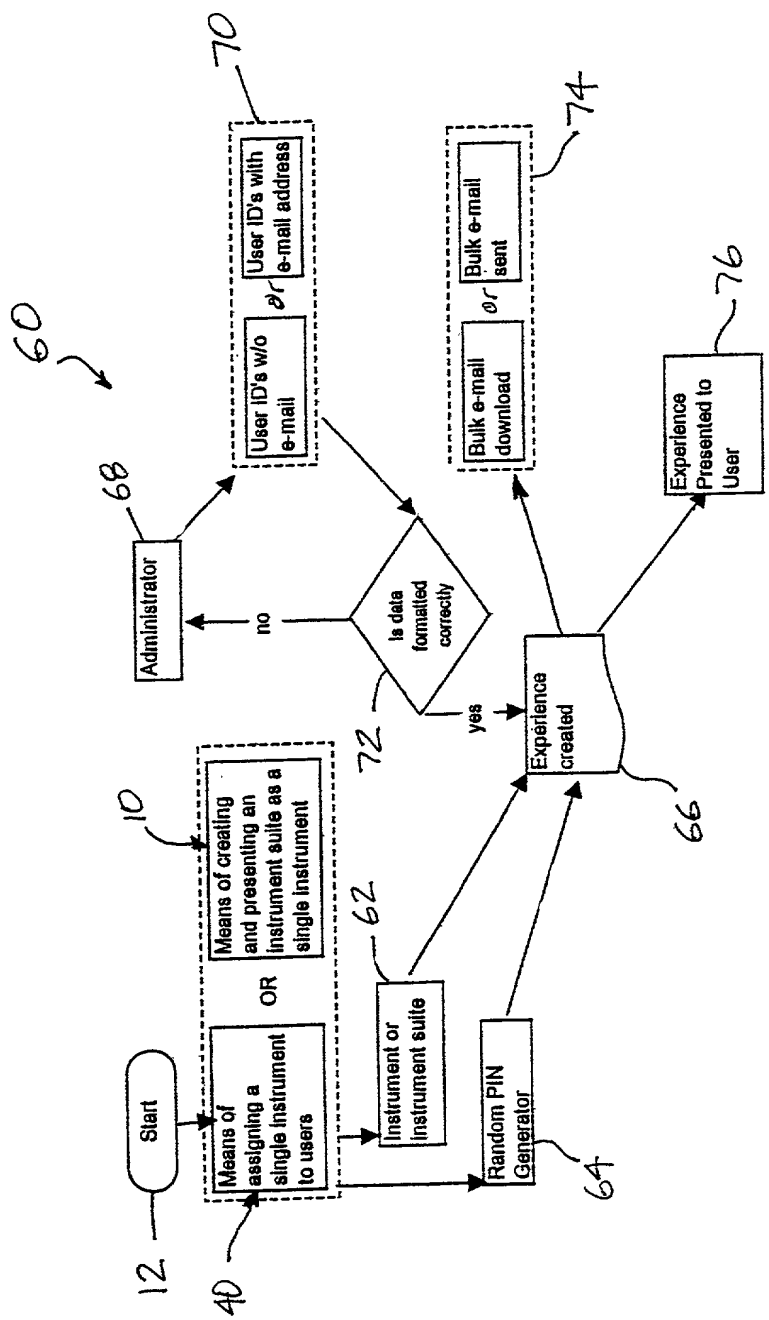 60
12
Start
40
Means of
assigning a
single instrument
to users
OR
10
Means of creating
and presenting an
instrument suite as a
single instrument
68
Administrator
70
User ID's w/o
e-mail
or
User ID's with
e-mail address
62
Instrument or
instrument suite
64
Random PIN
Generator
72
Is data
formatted
correctly
no
yes
66
Experience
created
74
Bulk e-mail
download
or
Bulk e-mail
sent
76
Experience
Presented to
User